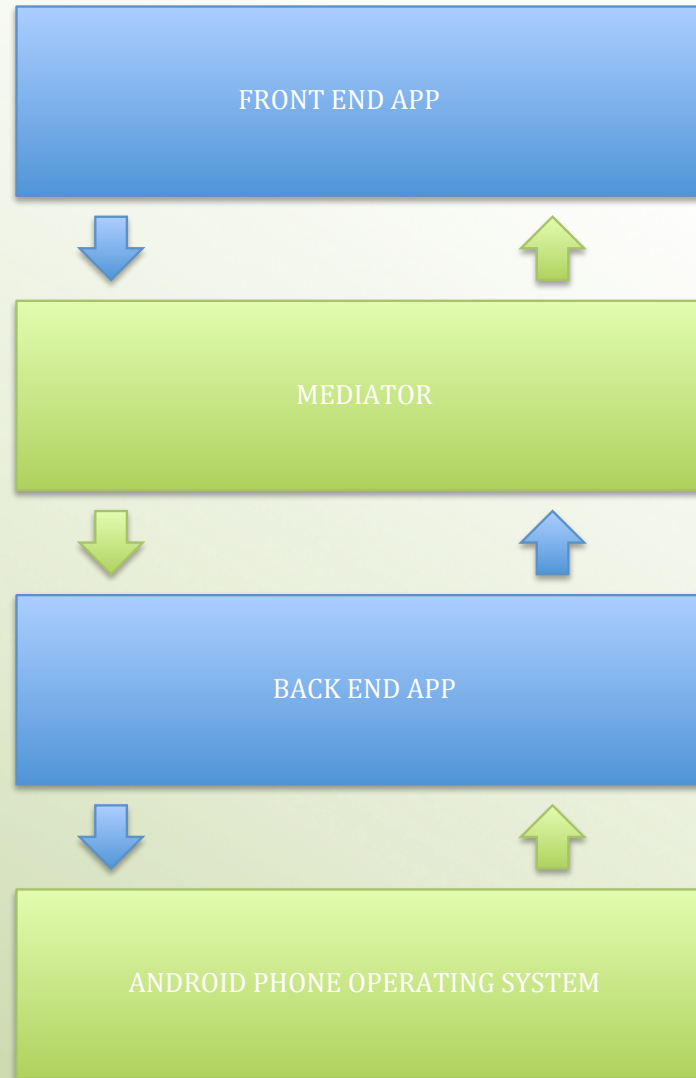 FRONT END APP
MEDIATOR
BACK END APP
ANDROID PHONE OPERATING SYSTEM